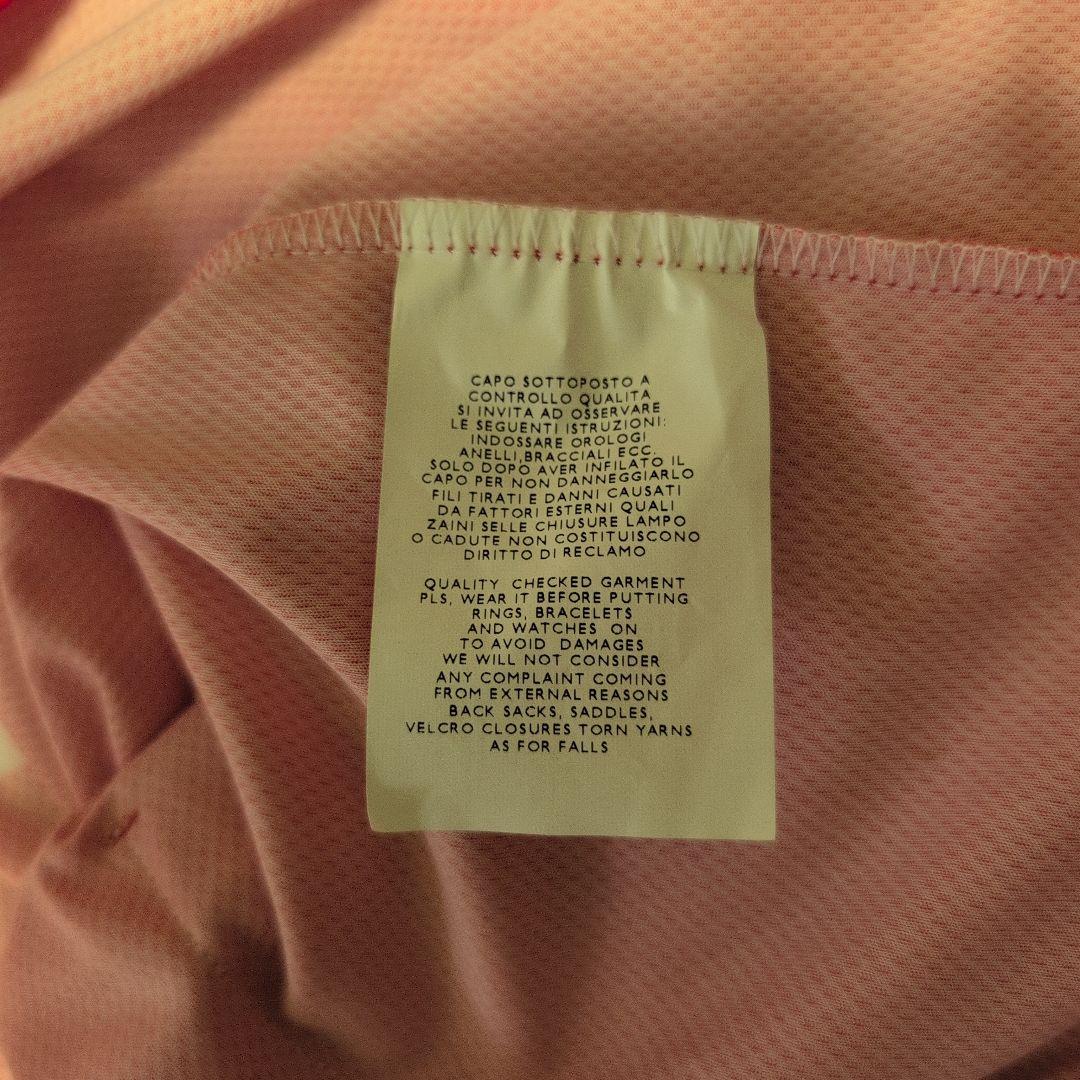 CAPO SOTTOPOSTO A
CONTROLLO QUALITA
SI INVITA AD OSSERVARE
LE SEGUENTI ISTRUZIONI:
INDOSSARE OROLOGI
ANELLI,BRACCIALI ECC.
SOLO DOPO AVER INFILATO IL
CAPO PER NON DANNEGGIARLO
FILI TIRATI E DANNI CAUSATI
DA FATTORI ESTERNI QUALI
ZAINI SELLE CHIUSURE LAMPO
O CADUTE NON COSTITUISCONO
DIRITTO DI RECLAMO
QUALITY CHECKED GARMENT
PLS, WEAR IT BEFORE PUTTING
RINGS, BRACELETS
AND WATCHES ON
TO AVOID DAMAGES
WE WILL NOT CONSIDER
ANY COMPLAINT COMING
FROM EXTERNAL REASONS
BACK SACKS, SADDLES,
VELCRO CLOSURES TORN YARNS
AS FOR FALLS